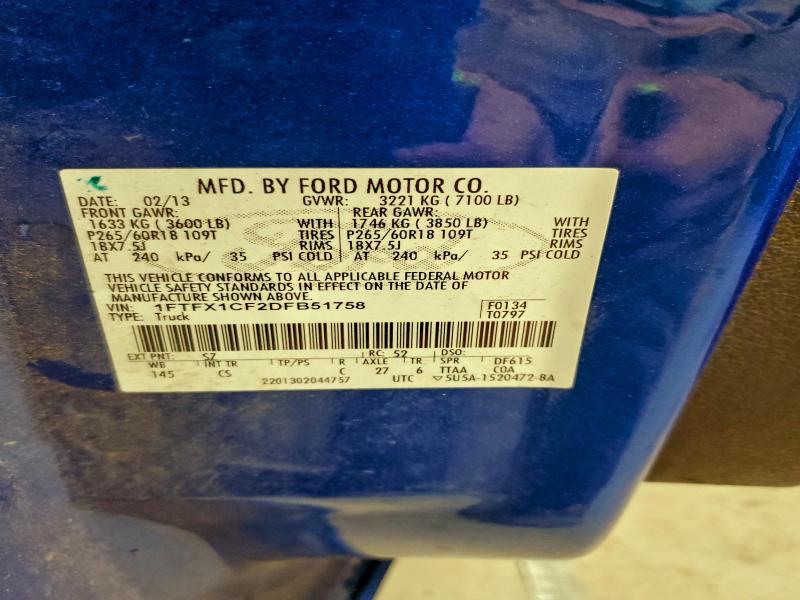 MFD. BY FORD MOTOR CO.
DATE: 02/13 GVWR: 3221 KG ( 7100 LB)
FRONT GAWR: REAR GAWR:
1633 KG ( 3600 LB) WITH 1746 KG ( 3850 LB) WITH
P265/60R18 109T TIRES P265/60R18 109T TIRES
18X7.5J RIMS 18X7.5J RIMS
AT 240 kPa/ 35 PSI COLD AT 240 kPa/ 35 PSI COLD
THIS VEHICLE CONFORMS TO ALL APPLICABLE FEDERAL MOTOR
VEHICLE SAFETY STANDARDS IN EFFECT ON THE DATE OF
MANUFACTURE SHOWN ABOVE.
VIN: 1FTFX1CF2DFB51758 F0134
TYPE: Truck T0797
EXT PNT: SZ RC: 52 DSO:
WB INT TR TP/PS R AXLE TR SPR DF615
145 CS C 27 6 TTAA COA
2201302044757 UTC 5U5A-1520472-BA